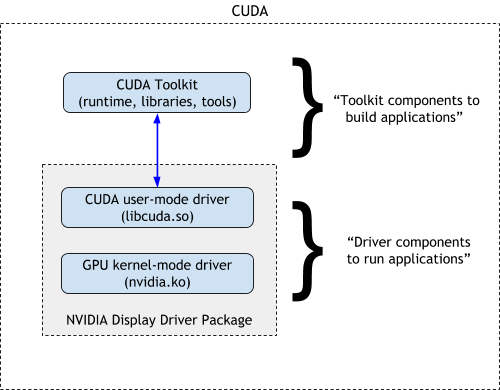 CUDA
CUDA Toolkit
(runtime, libraries, tools)
“Toolkit components to
build applications”
CUDA user-mode driver
(libcuda.so)
“Driver components
to run applications”
GPU kernel-mode driver
(nvidia.ko)
NVIDIA Display Driver Package